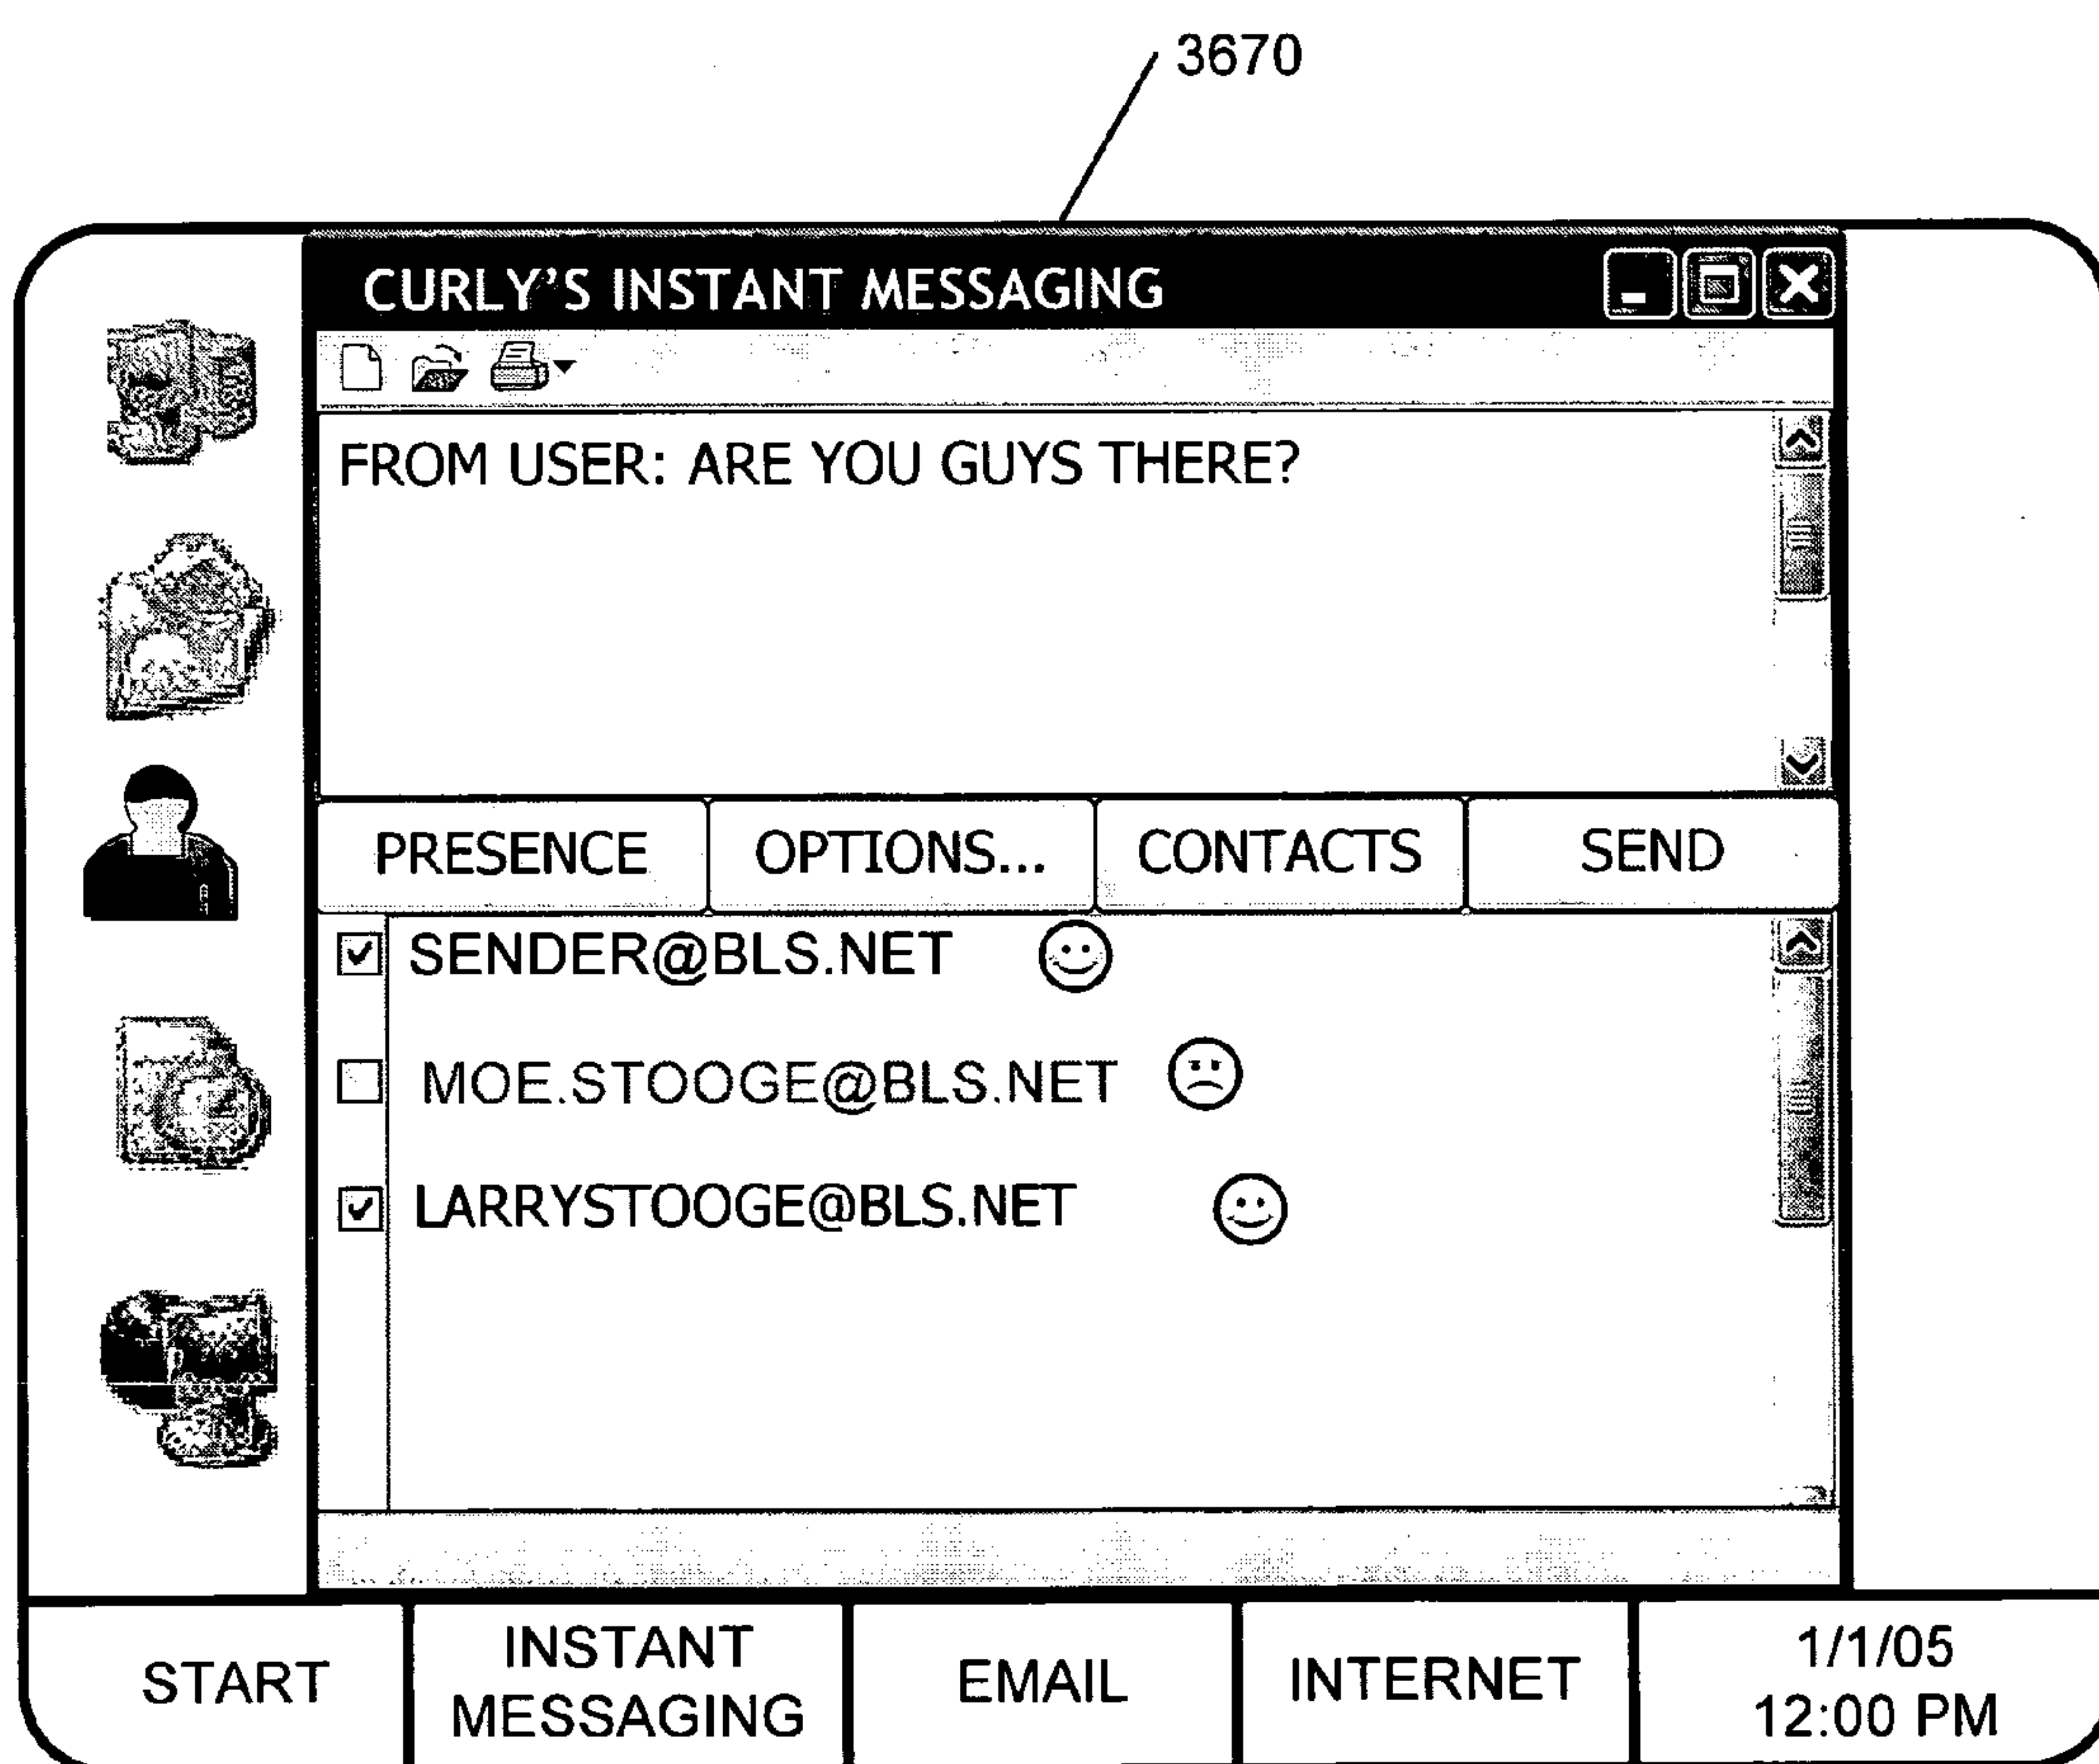 3670
CURLY'S INSTANT MESSAGING
FROM USER: ARE YOU GUYS THERE?
PRESENCE OPTIONS... CONTACTS SEND
SENDER@BLS.NET
MOE.STOOGE@BLS.NET
LARRYSTOOGE@BLS.NET
START INSTANT MESSAGING EMAIL INTERNET 1/1/05 12:00 PM